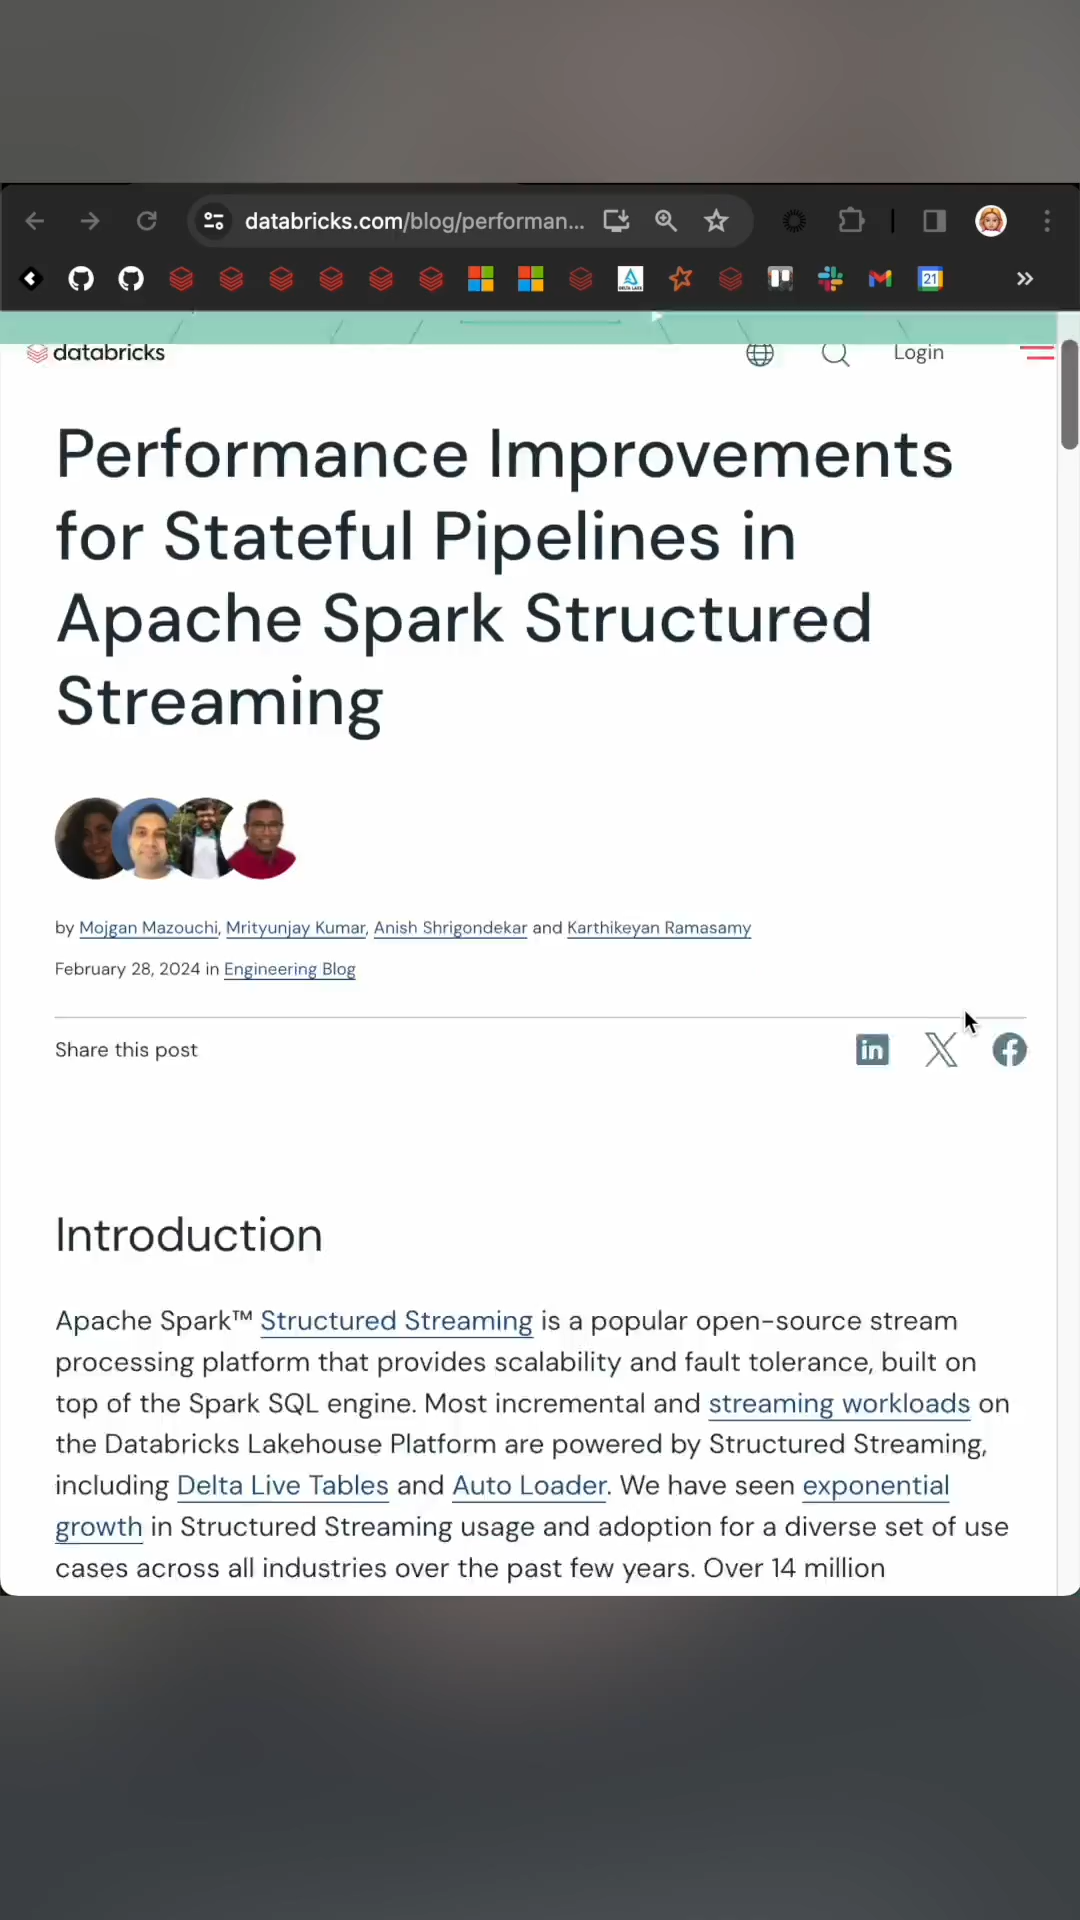 databricks.com/blog/performan...
21
databricks
Login
Performance Improvements
for Stateful Pipelines in
Apache Spark Structured
Streaming
by Mojgan Mazouchi, Mrityunjay Kumar, Anish Shrigondekar and Karthikeyan Ramasamy
February 28, 2024 in Engineering Blog
Share this post
Introduction
Apache Spark™ Structured Streaming is a popular open-source stream
processing platform that provides scalability and fault tolerance, built on
top of the Spark SQL engine. Most incremental and streaming workloads on
the Databricks Lakehouse Platform are powered by Structured Streaming,
including Delta Live Tables and Auto Loader. We have seen exponential
growth in Structured Streaming usage and adoption for a diverse set of use
cases across all industries over the past few years. Over 14 million